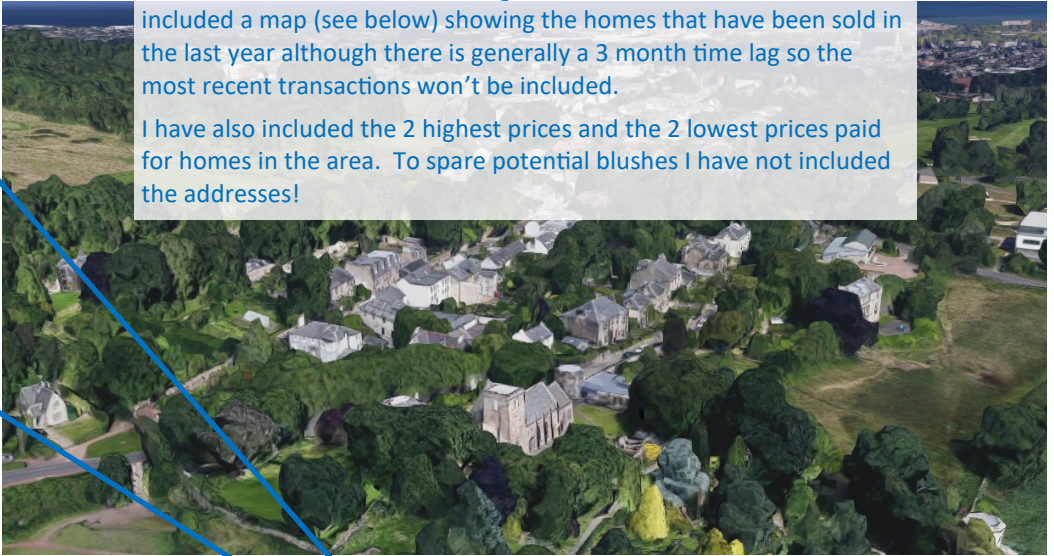 included a map (see below) showing the homes that have been sold in
the last year although there is generally a 3 month time lag so the
most recent transactions won’t be included.
I have also included the 2 highest prices and the 2 lowest prices paid
for homes in the area.  To spare potential blushes I have not included
the addresses!